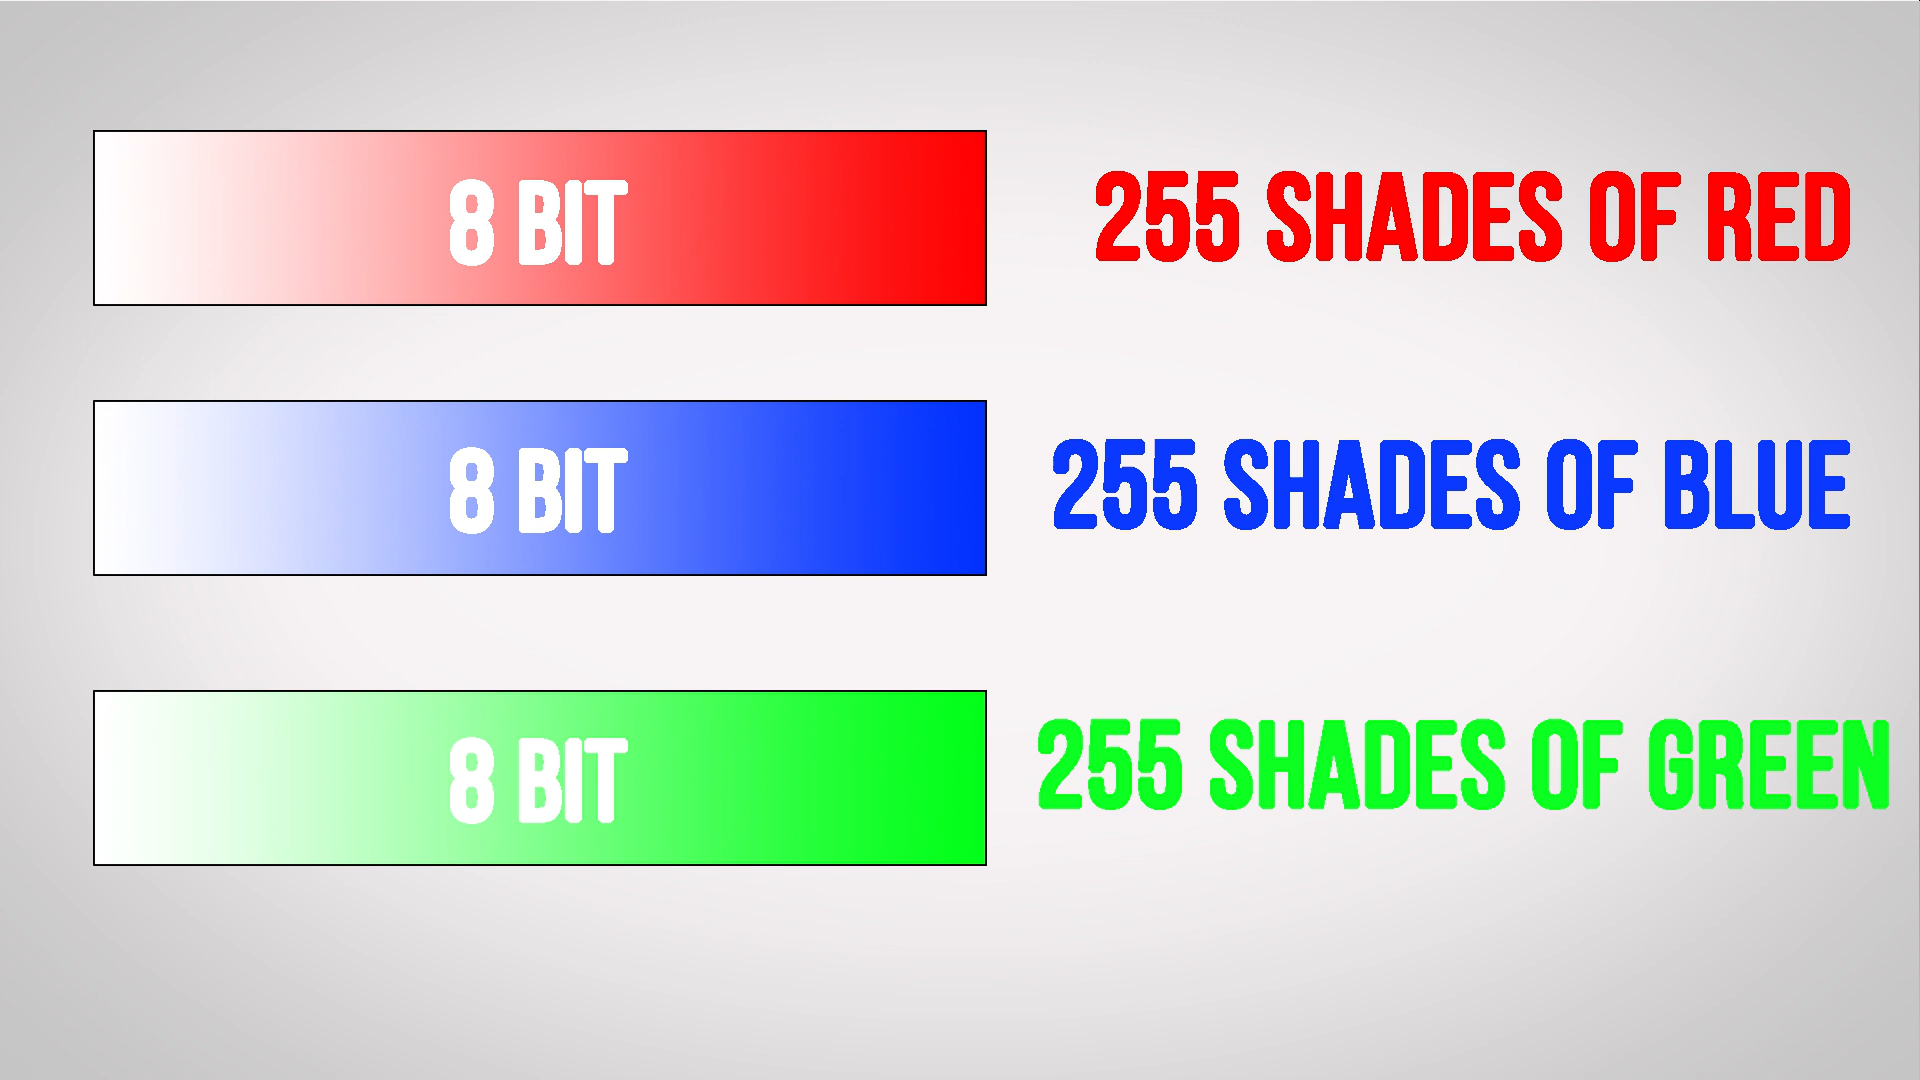 8 BIT
255 SHADES OF RED
8 BIT
255 SHADES OF BLUE
8 BIT
255 SHADES OF GREEN